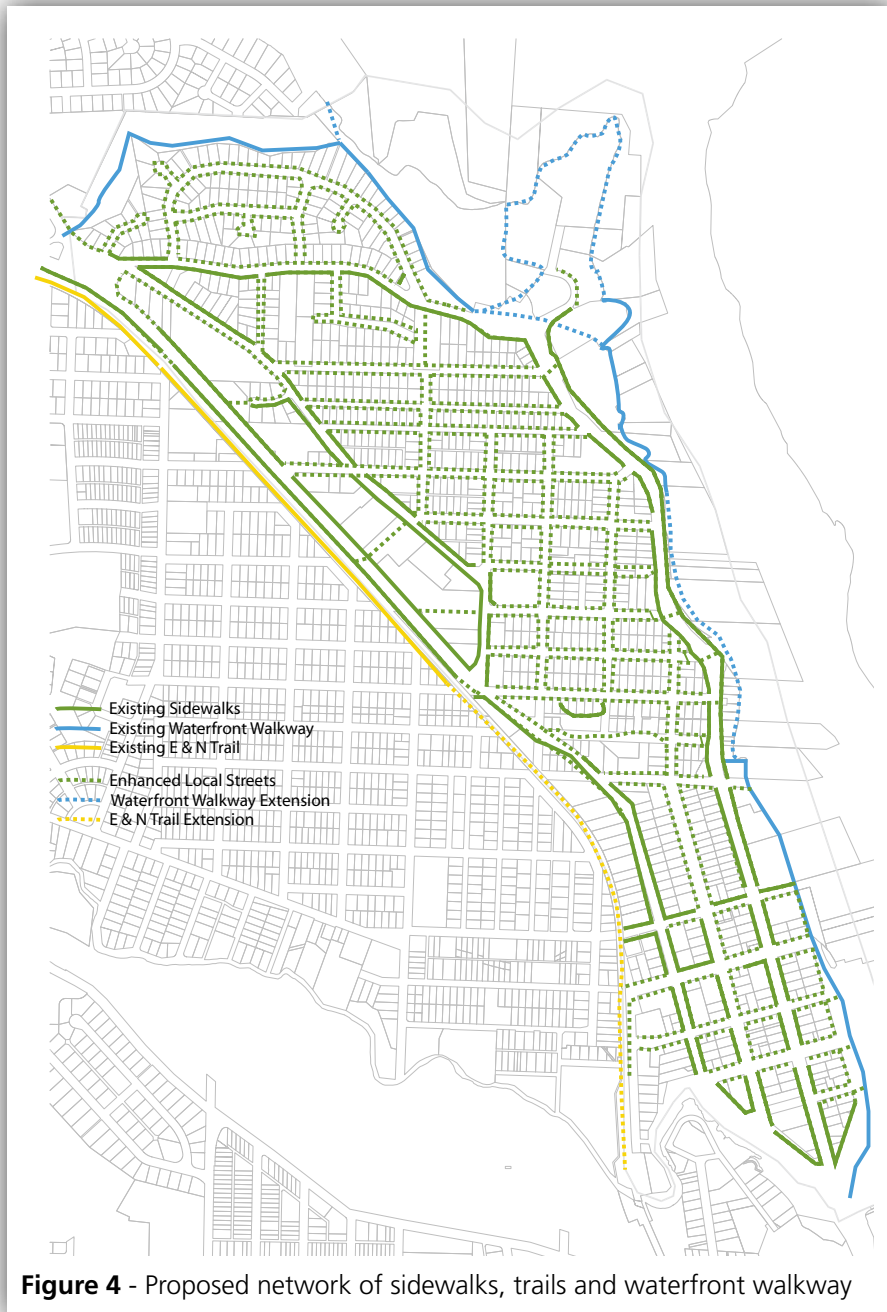 Existing Sidewalks
Existing Waterfront Walkway
Existing E & N Trail
Enhanced Local Streets
Waterfront Walkway Extension
E & N Trail Extension
Figure 4 - Proposed network of sidewalks, trails and waterfront walkway